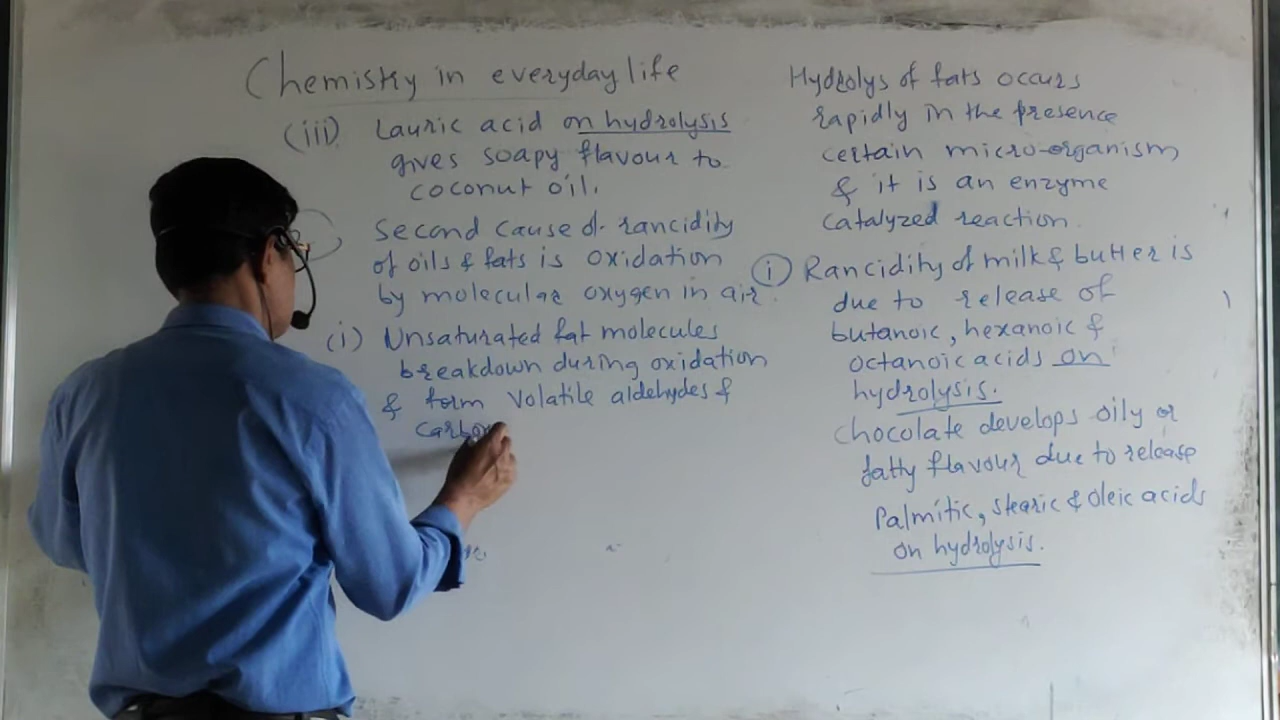 Chemistry in everyday life
(iii) Lauric acid on hydrolysis
gives soapy flavour to
coconut oil.
Second cause of rancidity
of oils & fats is oxidation
by molecular oxygen in air.
(i) Unsaturated fat molecules
breakdown during oxidation
& form volatile aldehydes &
carbox
Hydrolys of fats occurs
rapidly in the presence
certain micro-organism
& it is an enzyme
catalyzed reaction.
(i) Rancidity of milk & butter is
due to release of
butanoic, hexanoic &
octanoic acids on
hydrolysis.
chocolate develops oily or
fatty flavour due to release
Palmitic, stearic & oleic acids
on hydrolysis.